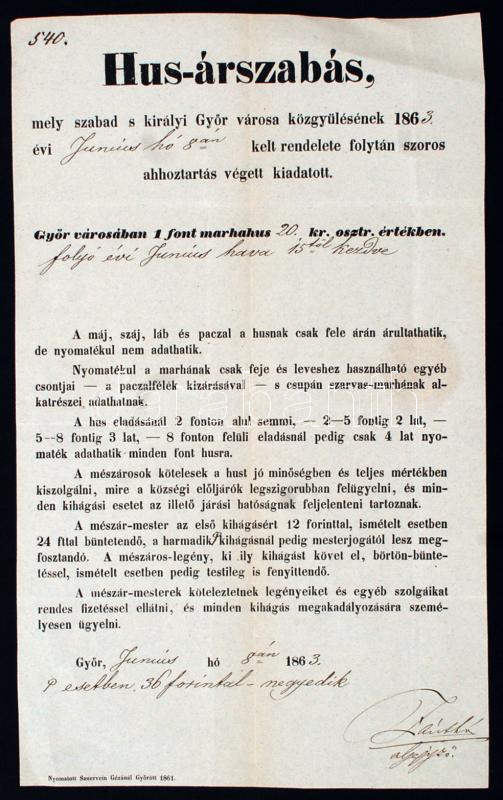 540.
Hus-árszabás,
mely szabad s királyi Győr városa közgyülésének 1863.
évi Junius hó 8án kelt rendelete folytán szoros
ahhoztartás végett kiadatott.
Győr városában 1 font marhahus 20. kr. osztr. értékben.
folyó évi Junius hava 15től kezdve
A máj, száj, láb és paczal a husnak csak fele árán árultathatik,
de nyomatékul nem adathatik.
Nyomatékul a marhának csak feje és leveshez használható egyéb
csontjai — a paczalfélék kizárásával — s csupán szarvas-marhának al-
katrészei adathatnak.
A hus eladásánál 2 fonton alul semmi, — 2—5 fontig 2 lat, —
5—8 fontig 3 lat, — 8 fonton felüli eladásnál pedig csak 4 lat nyo-
maték adathatik minden font husra.
A mészárosok kötelesek a hust jó minőségben és teljes mértékben
kiszolgálni, mire a községi előljárók legszigorubban felügyelni, és min-
den kihágási esetet az illető járási hatóságnak feljelenteni tartoznak.
A mészár-mester az első kihágásért 12 forinttal, ismételt esetben
24 fttal büntetendő, a harmadik kihágásnál pedig mesterjogától lesz meg-
fosztandó. A mészáros-legény, ki ily kihágást követ el, börtön-bünte-
téssel, ismételt esetben pedig testileg is fenyittendő.
A mészár-mesterek köteleztetnek legényeiket és egyéb szolgáikat
rendes fizetéssel ellátni, és minden kihágás megakadályozására szemé-
lyesen ügyelni.
Győr, Junius hó 8án 1863.
esetben 36 forintál — negyedik
aljegyző.
Nyomatott Sauervein Gézánál Győrött 1861.